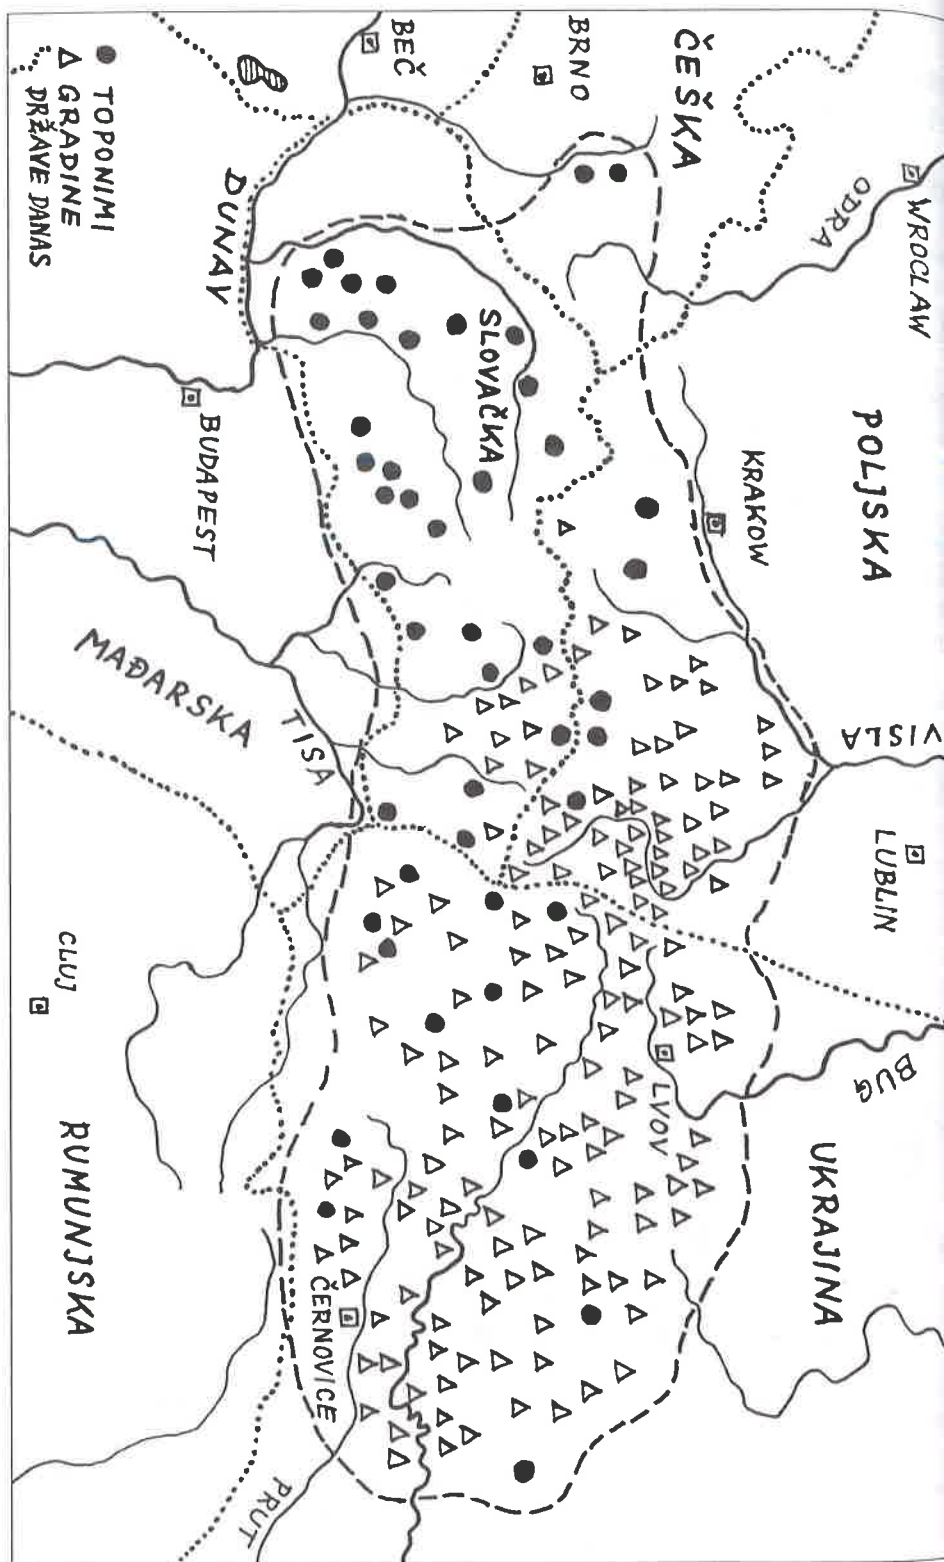 ČEŠKA
BRNO
BEČ
WROCLAW
ODRA
POLJSKA
KRAKOW
VISLA
LUBLIN
BUG
UKRAJINA
LVOV
SLOVAČKA
DUNAV
BUDAPEST
MAĐARSKA
TISA
CLUJ
RUMUNJSKA
ČERNOVICE
PRUT
TOPONIMI
GRADINE
DRŽAVE DANAS